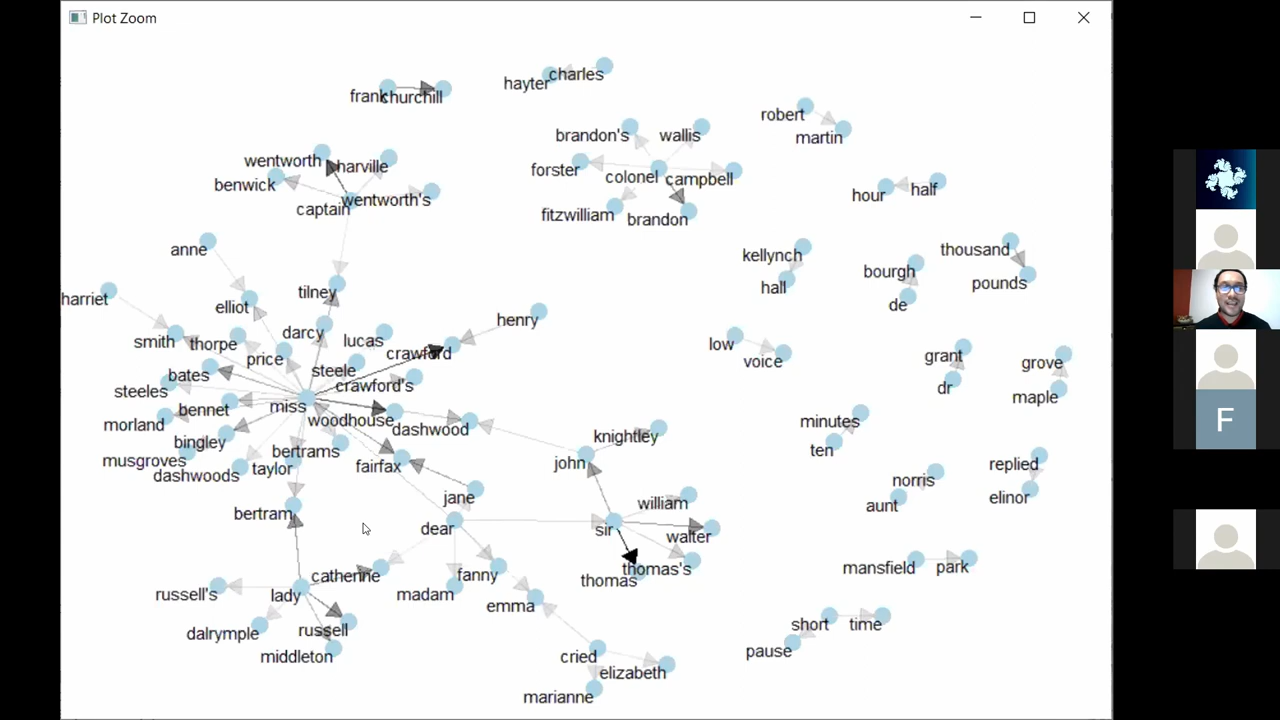 Plot Zoom
hayter charles
frank churchill
robert
martin
brandon's wallis
wentworth harville
forster colonel campbell
benwick
captain wentworth's
hour half
fitzwilliam brandon
anne
kellynch
thousand
bourgh
pounds
hall
de
harriet
elliot
tilney
henry
smith thorpe darcy lucas
low
voice
price crawford
grant
grove
bates steele
steeles crawford's
dr
maple
bennet miss
morland woodhouse
dashwood
minutes
bingley
knightley
ten
musgroves bertrams
dashwoods taylor fairfax
john
replied
norris
elinor
jane
william
aunt
bertram
dear
sir walter
catherine
fanny
thomas thomas's
mansfield park
russell's lady
madam
emma
dalrymple russell
short time
middleton
cried
pause
elizabeth
marianne
F